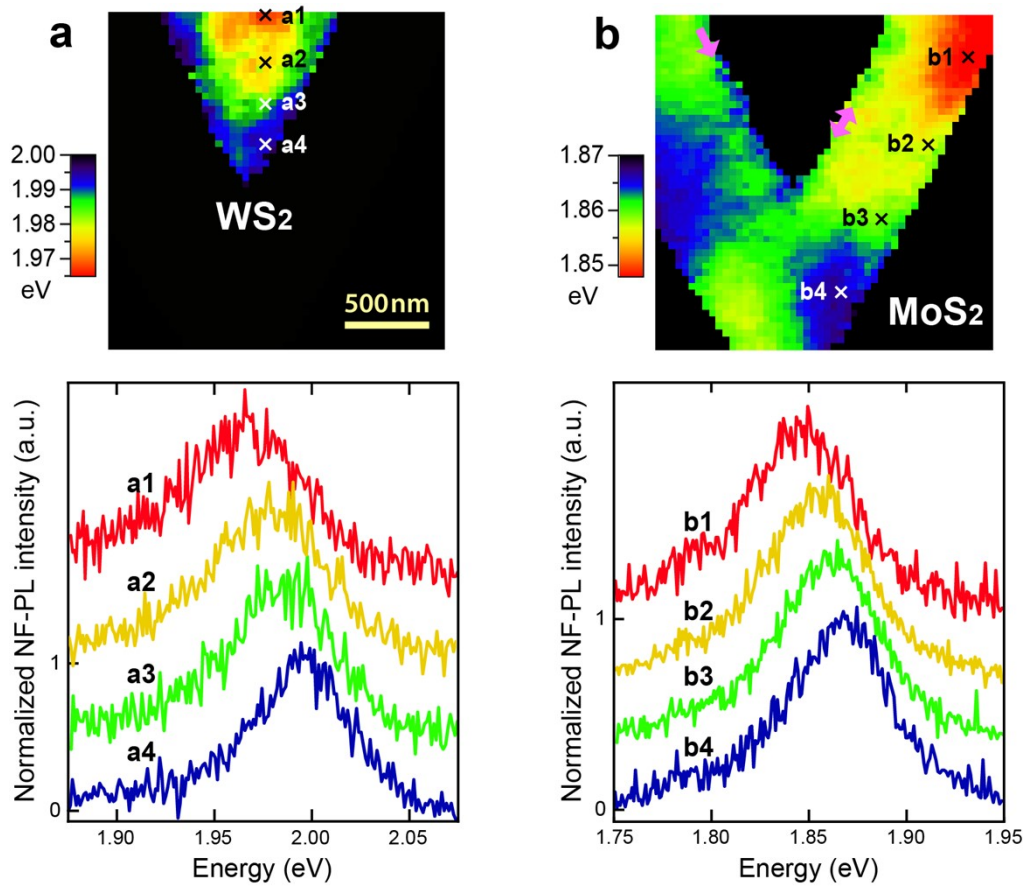 a
a1
a2
a3
a4
2.00
1.99
1.98
1.97
eV
WS2
500nm
b
b1
b2
b3
b4
1.87
1.86
1.85
eV
MoS2
Normalized NF-PL intensity (a.u.)
1
0
a1
a2
a3
a4
1.90
1.95
2.00
2.05
Energy (eV)
Normalized NF-PL intensity (a.u.)
1
0
b1
b2
b3
b4
1.75
1.80
1.85
1.90
1.95
Energy (eV)